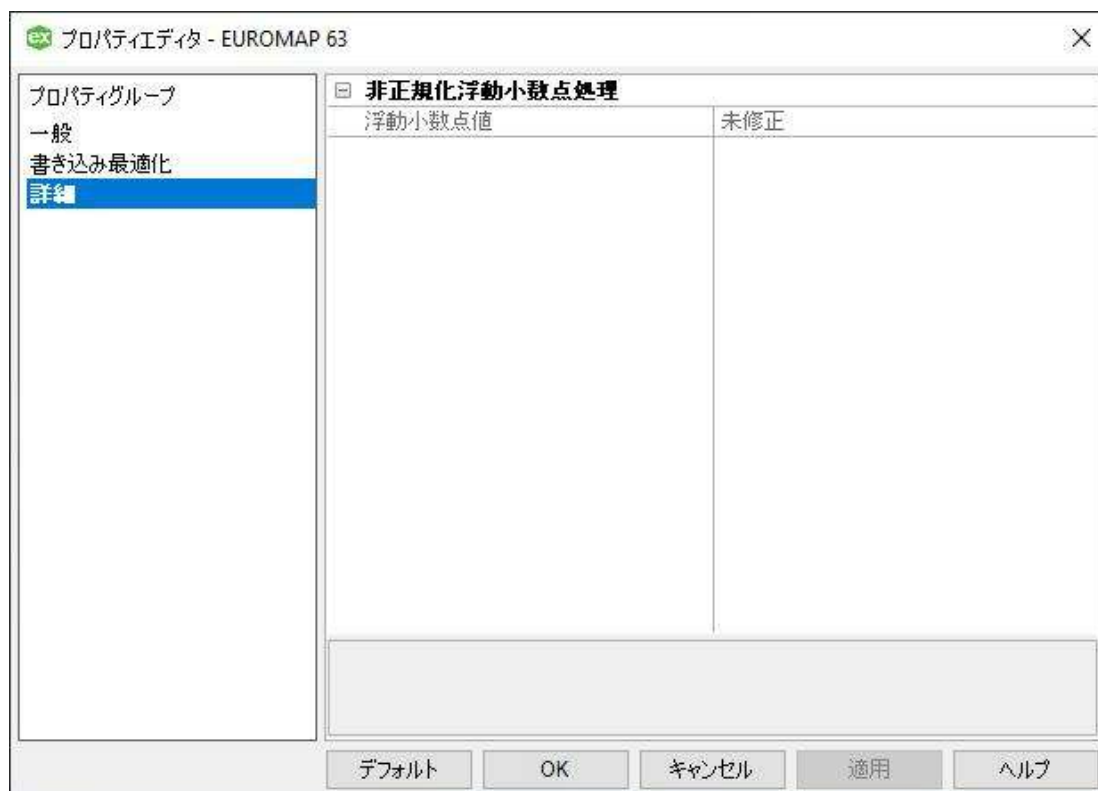 プロパティエディタ - EUROMAP 63
プロパティグループ
一般
書き込み最適化
詳細
非正規化浮動小数点処理
浮動小数点値 未修正
デフォルト OK キャンセル 適用 ヘルプ